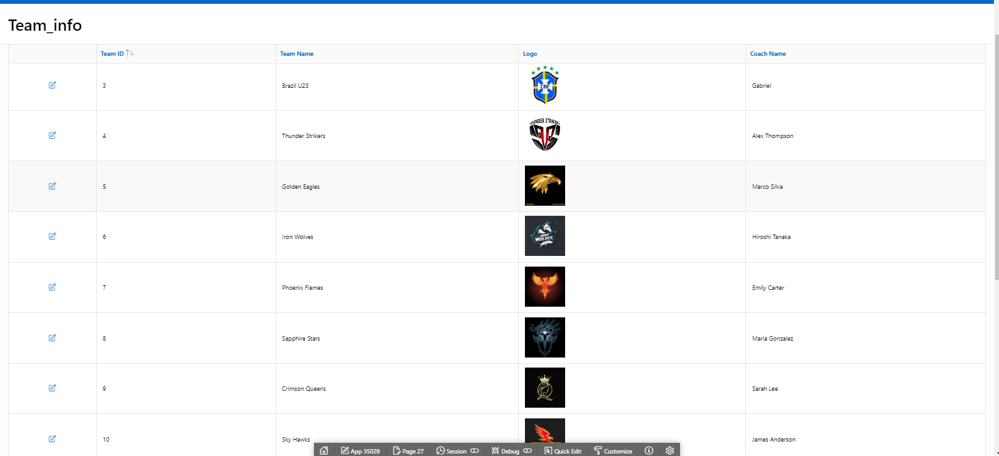 Team_info
Team ID Team Name Logo Coach Name
3 Brazil U23 CBF Gabriel
4 Thunder Strikers THUNDER STRIKERS Alex Thompson
5 Golden Eagles Marco Silva
6 Iron Wolves IRON WOLVES Hiroshi Tanaka
7 Phoenix Flames Emily Carter
8 Sapphire Stars Maria Gonzalez
9 Crimson Queens Sarah Lee
10 Sky Hawks James Anderson
App 35029 Page 27 Session Debug Quick Edit Customize